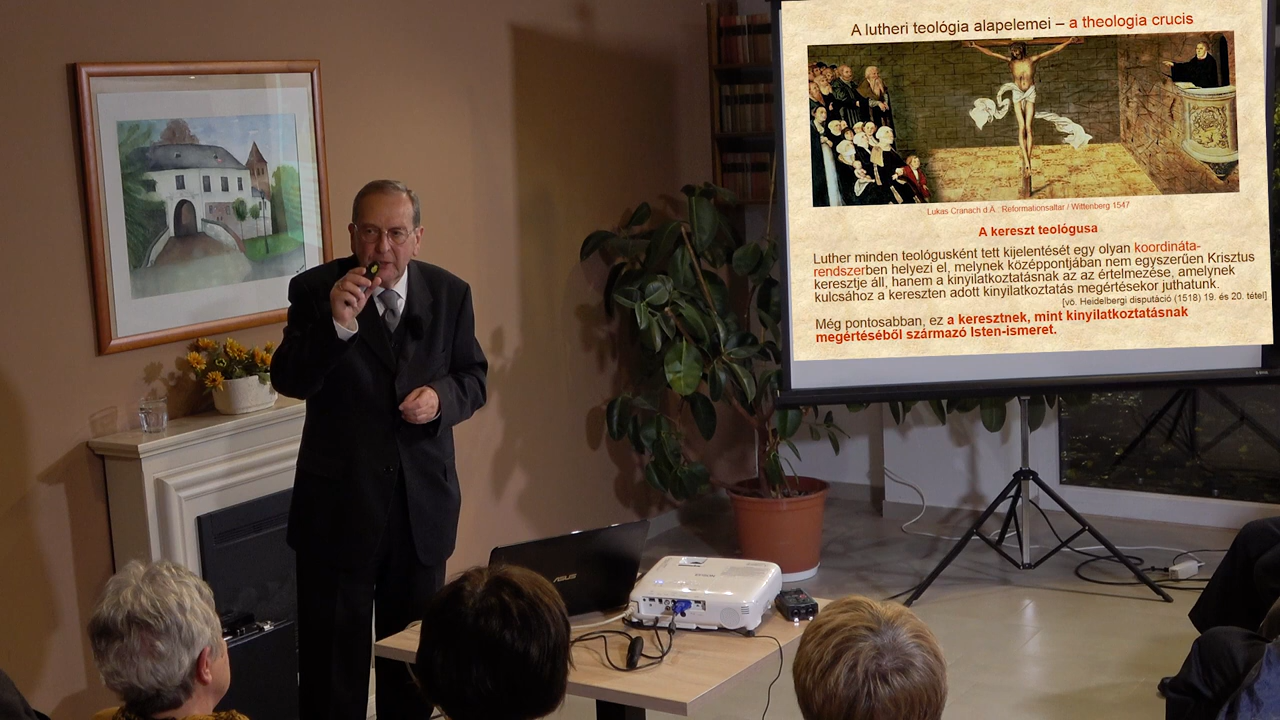 A lutheri teológia alapelemei – a theologia crucis
Lukas Cranach d.Ä.: Reformationsaltar / Wittenberg 1547
A kereszt teológusa
Luther minden teológusként tett kijelentését egy olyan koordináta-
rendszerben helyezi el, melynek középpontjában nem egyszerűen Krisztus
keresztje áll, hanem a kinyilatkoztatásnak az az értelmezése, amelynek
kulcsához a kereszten adott kinyilatkoztatás megértésekor juthatunk.
[vö. Heidelbergi disputáció (1518) 19. és 20. tétel]
Még pontosabban, ez a keresztnek, mint kinyilatkoztatásnak
megértéséből származó Isten-ismeret.
ASUS
EPSON